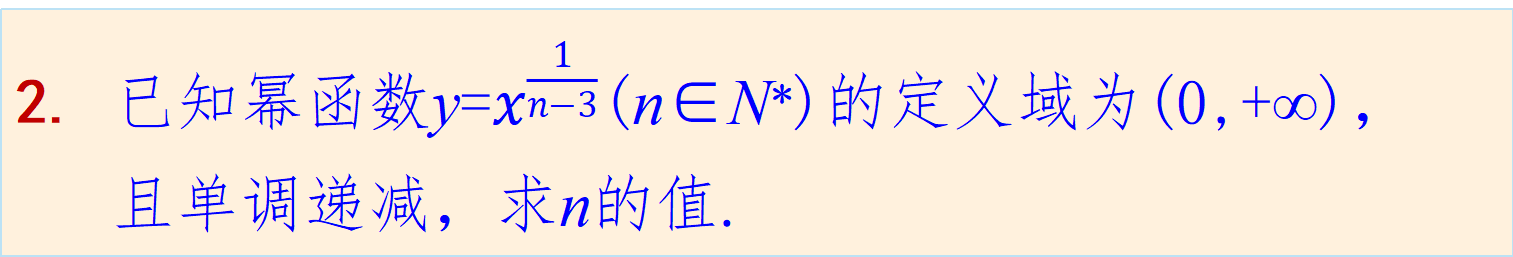 2. 已知幂函数y=x^{\frac{1}{n-3}}(n∈N*)的定义域为(0,+∞),
且单调递减，求n的值.